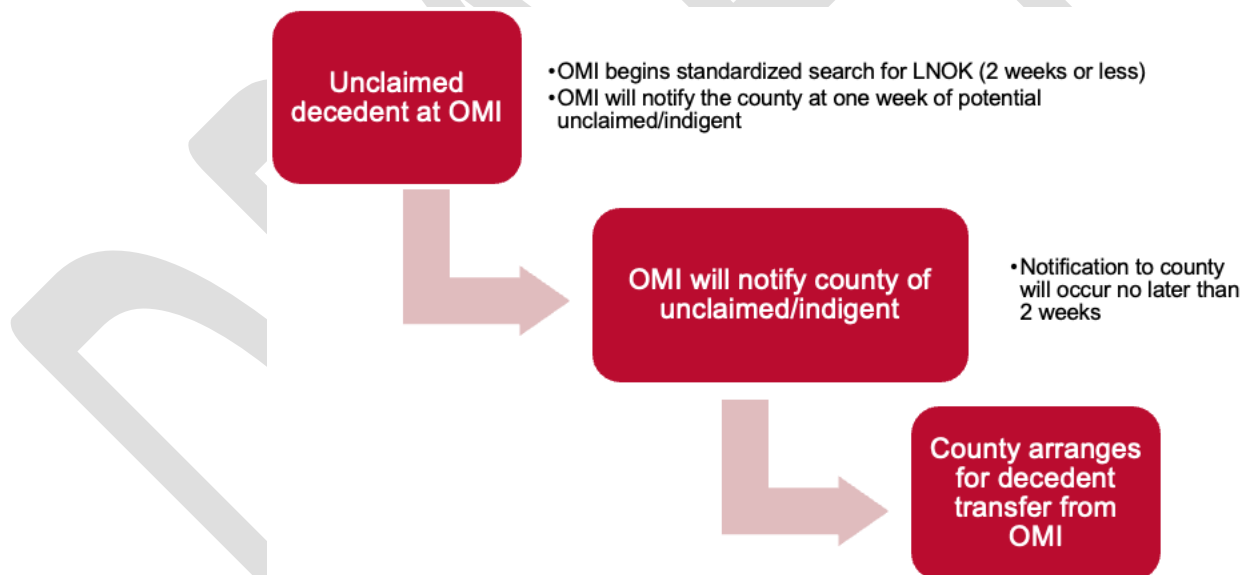 Unclaimed
decedent at OMI
•OMI begins standardized search for LNOK (2 weeks or less)
•OMI will notify the county at one week of potential
unclaimed/indigent
OMI will notify county of
unclaimed/indigent
•Notification to county
will occur no later than
2 weeks
County arranges
for decedent
transfer from
OMI